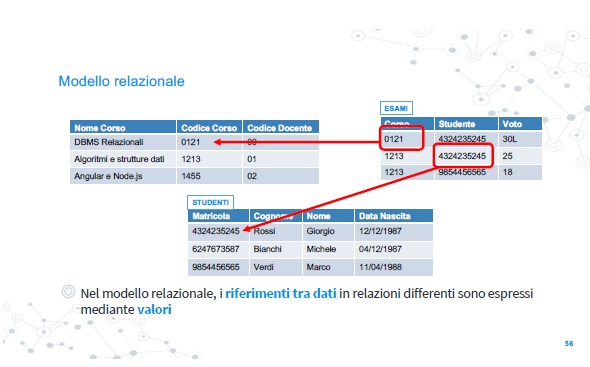 Modello relazionale
ESAMI
Nome Corso Codice Corso Codice Docente
DBMS Relazionali 0121 00
Algoritmi e strutture dati 1213 01
Angular e Node.js 1455 02
Corso Studente Voto
0121 4324235245 30L
1213 4324235245 25
1213 9854456565 18
STUDENTI
Matricola Cognome Nome Data Nascita
4324235245 Rossi Giorgio 12/12/1987
6247673587 Bianchi Michele 04/12/1987
9854456565 Verdi Marco 11/04/1988
Nel modello relazionale, i riferimenti tra dati in relazioni differenti sono espressi
mediante valori
56